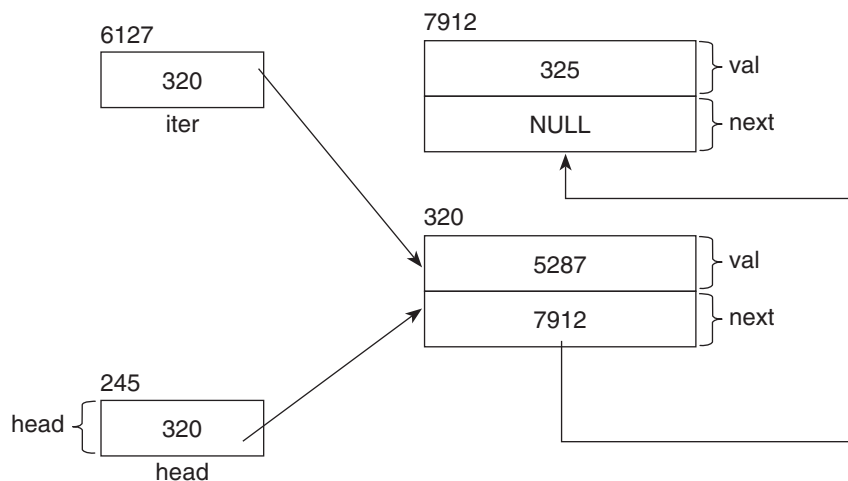 6127
320
iter
7912
325
val
NULL
next
320
5287
val
7912
next
245
head
320
head